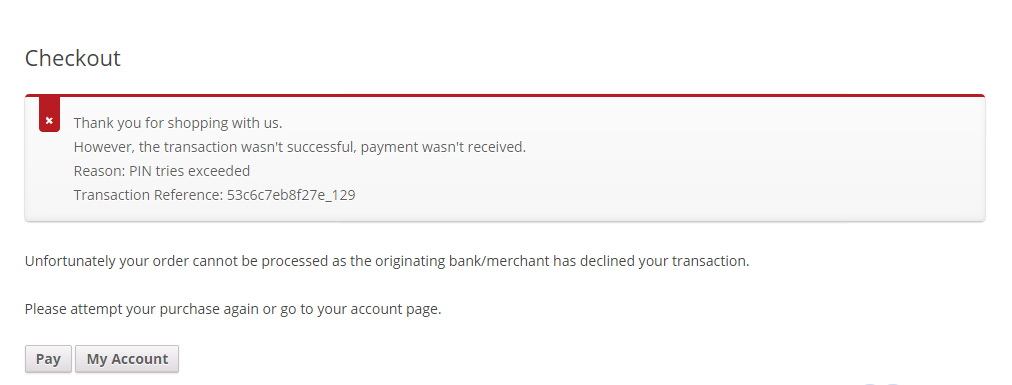 Checkout
Thank you for shopping with us.
However, the transaction wasn't successful, payment wasn't received.
Reason: PIN tries exceeded
Transaction Reference: 53c6c7eb8f27e_129
Unfortunately your order cannot be processed as the originating bank/merchant has declined your transaction.
Please attempt your purchase again or go to your account page.
Pay My Account